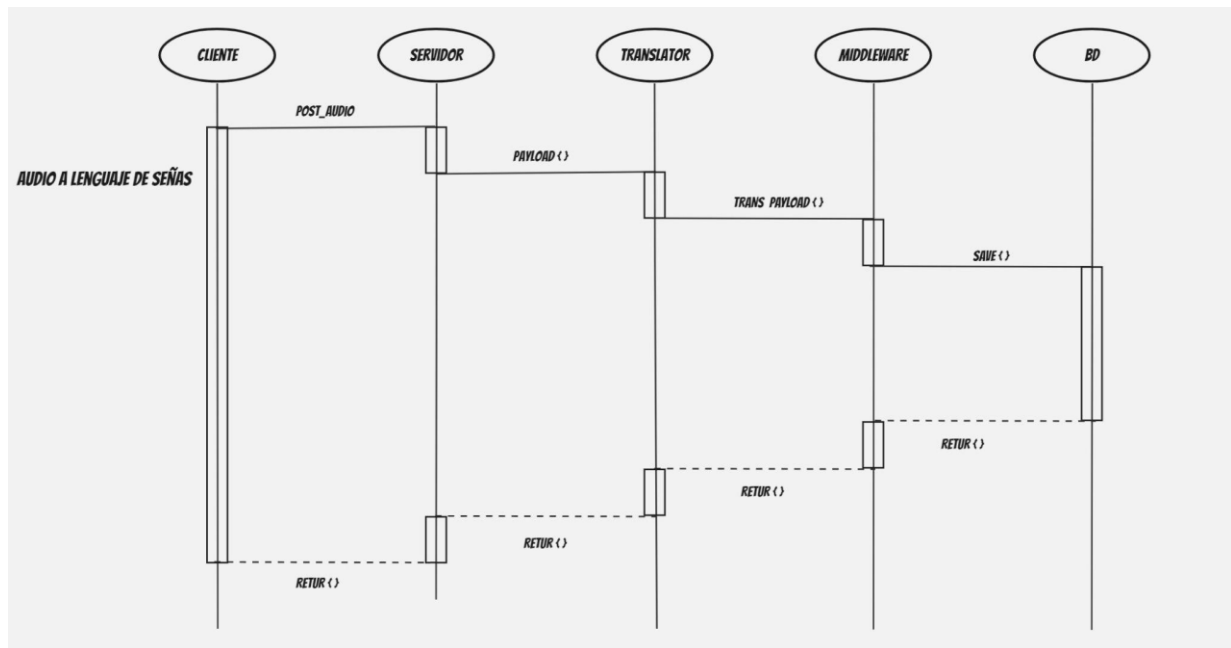 CLIENTE
SERVIDOR
TRANSLATOR
MIDDLEWARE
BD
POST_AUDIO
PAYLOAD { }
AUDIO A LENGUAJE DE SEÑAS
TRANS PAYLOAD { }
SAVE { }
RETUR { }
RETUR { }
RETUR { }
RETUR { }